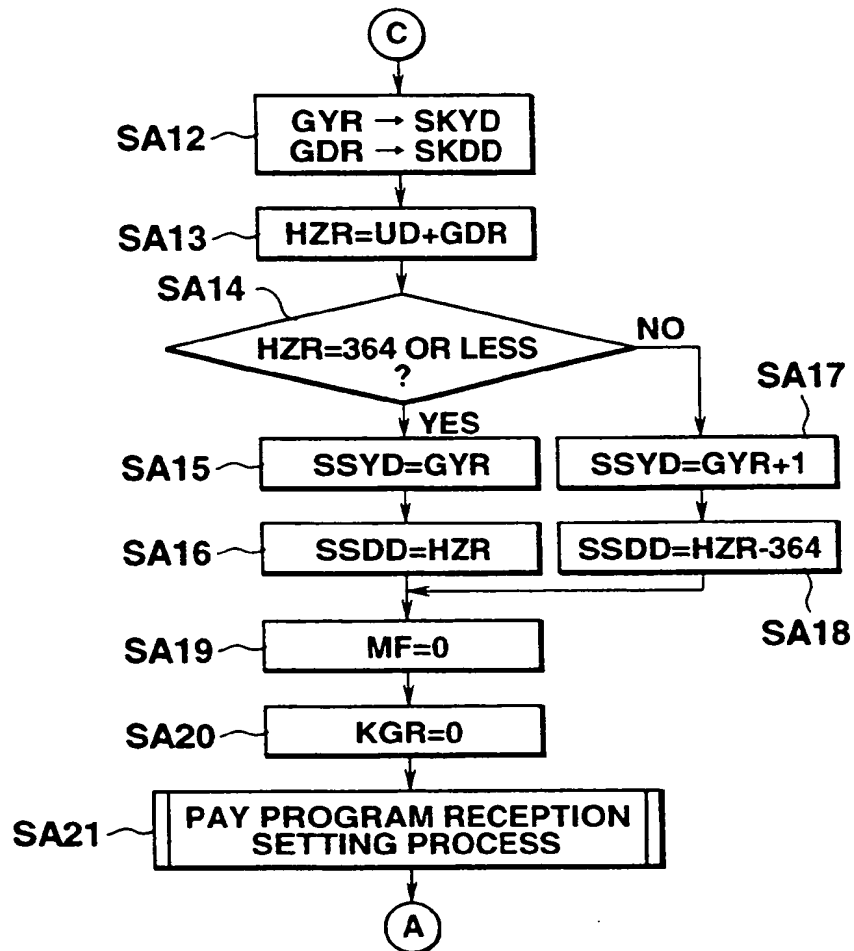 C
SA12
GYR → SKYD
GDR → SKDD
SA13
HZR=UD+GDR
SA14
HZR=364 OR LESS
?
NO
YES
SA17
SA15
SSYD=GYR
SSYD=GYR+1
SA16
SSDD=HZR
SSDD=HZR-364
SA18
SA19
MF=0
SA20
KGR=0
SA21
PAY PROGRAM RECEPTION
SETTING PROCESS
A